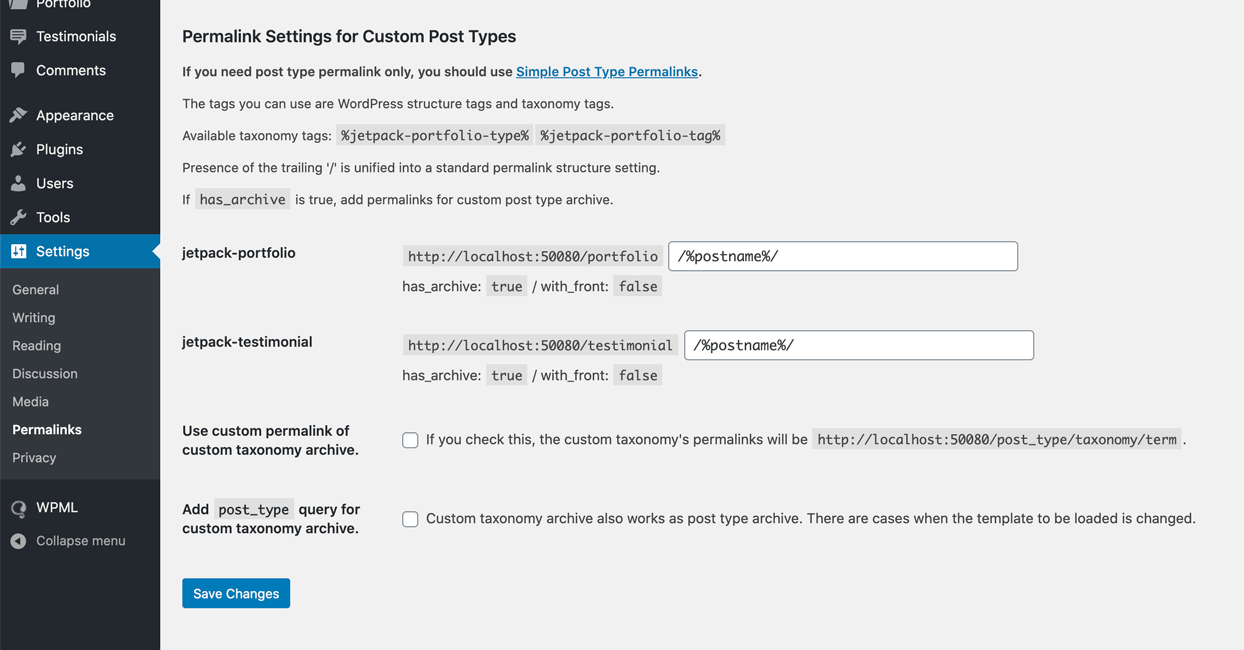 Portfolio
Testimonials
Comments
Appearance
Plugins
Users
Tools
Settings
General
Writing
Reading
Discussion
Media
Permalinks
Privacy
WPML
Collapse menu
Permalink Settings for Custom Post Types
If you need post type permalink only, you should use Simple Post Type Permalinks.
The tags you can use are WordPress structure tags and taxonomy tags.
Available taxonomy tags: %jetpack-portfolio-type% %jetpack-portfolio-tag%
Presence of the trailing '/' is unified into a standard permalink structure setting.
If has_archive is true, add permalinks for custom post type archive.
jetpack-portfolio
http://localhost:50080/portfolio /%postname%/
has_archive: true / with_front: false
jetpack-testimonial
http://localhost:50080/testimonial /%postname%/
has_archive: true / with_front: false
Use custom permalink of
custom taxonomy archive.
If you check this, the custom taxonomy's permalinks will be http://localhost:50080/post_type/taxonomy/term .
Add post_type query for
custom taxonomy archive.
Custom taxonomy archive also works as post type archive. There are cases when the template to be loaded is changed.
Save Changes